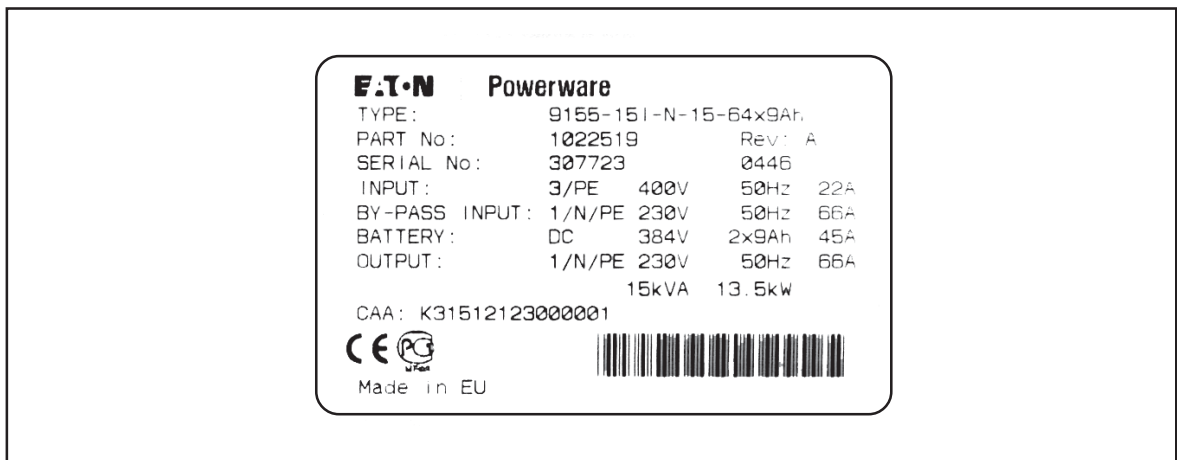 EATON Powerware
TYPE: 9155-15I-N-15-64x9Ah
PART No: 1022519 Rev: A
SERIAL No: 307723 0446
INPUT: 3/PE 400V 50Hz 22A
BY-PASS INPUT: 1/N/PE 230V 50Hz 66A
BATTERY: DC 384V 2x9Ah 45A
OUTPUT: 1/N/PE 230V 50Hz 66A
15kVA 13.5kW
CAA: K31512123000001
CE
Made in EU